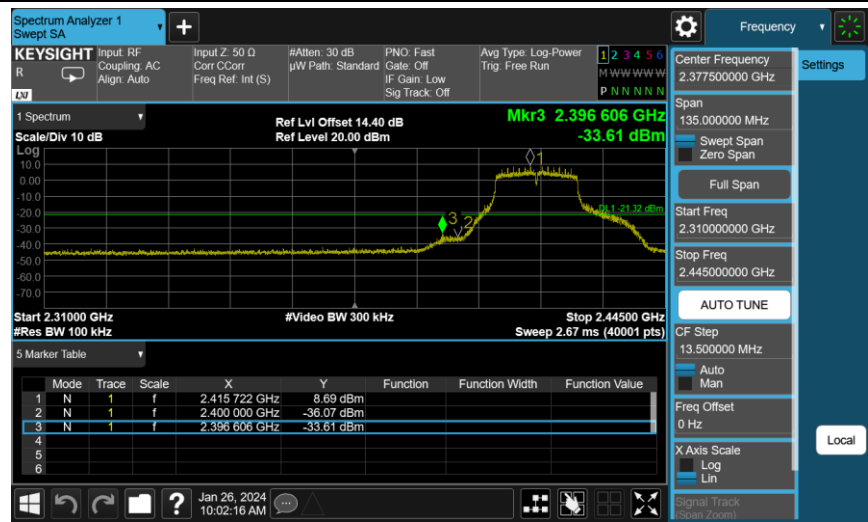 Spectrum Analyzer 1
Swept SA
+
Frequency
KEYSIGHT
R
LXI
Input: RF
Coupling: AC
Align: Auto
Input Z: 50 Ω
Corr CCorr
Freq Ref: Int (S)
#Atten: 30 dB
µW Path: Standard
PNO: Fast
Gate: Off
IF Gain: Low
Sig Track: Off
Avg Type: Log-Power
Trig: Free Run
1 2 3 4 5 6
M W W W W W
P N N N N N
1 Spectrum
Scale/Div 10 dB
Ref Lvl Offset 14.40 dB
Ref Level 20.00 dBm
Mkr3 2.396 606 GHz
-33.61 dBm
Log
10.0
0.00
-10.0
-20.0
-30.0
-40.0
-50.0
-60.0
-70.0
1
3
2
DL1 -21.32 dBm
Start 2.31000 GHz
#Res BW 100 kHz
#Video BW 300 kHz
Stop 2.44500 GHz
Sweep 2.67 ms (40001 pts)
5 Marker Table
Mode Trace Scale X Y Function Function Width Function Value
1 N 1 f 2.415 722 GHz 8.69 dBm
2 N 1 f 2.400 000 GHz -36.07 dBm
3 N 1 f 2.396 606 GHz -33.61 dBm
4
5
6
Jan 26, 2024
10:02:16 AM
?
Center Frequency
2.377500000 GHz
Settings
Span
135.000000 MHz
Swept Span
Zero Span
Full Span
Start Freq
2.310000000 GHz
Stop Freq
2.445000000 GHz
AUTO TUNE
CF Step
13.500000 MHz
Auto
Man
Freq Offset
0 Hz
Local
X Axis Scale
Log
Lin
Signal Track
(Span Zoom)